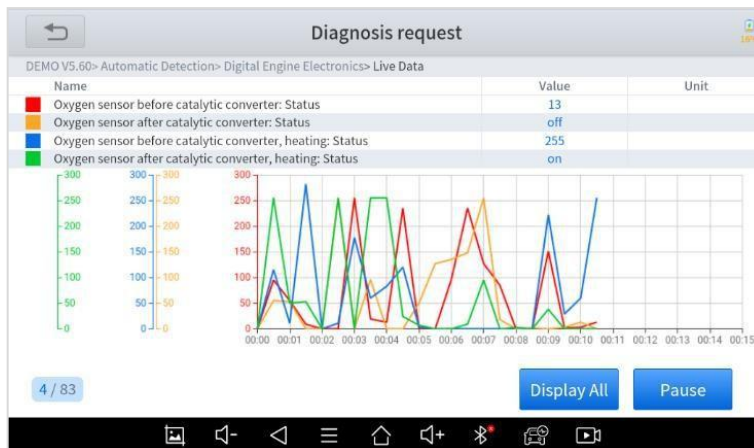 Diagnosis request
DEMO V5.60> Automatic Detection> Digital Engine Electronics> Live Data
Name Value Unit
Oxygen sensor before catalytic converter: Status 13
Oxygen sensor after catalytic converter: Status off
Oxygen sensor before catalytic converter, heating: Status 255
Oxygen sensor after catalytic converter, heating: Status on
300 300 300 300
250 250 250 250
200 200 200 200
150 150 150 150
100 100 100 100
50 50 50 50
0 0 0 0
00:00 00:01 00:02 00:03 00:04 00:05 00:06 00:07 00:08 00:09 00:10 00:11 00:12 00:13 00:14 00:15
4 / 83
Display All
Pause